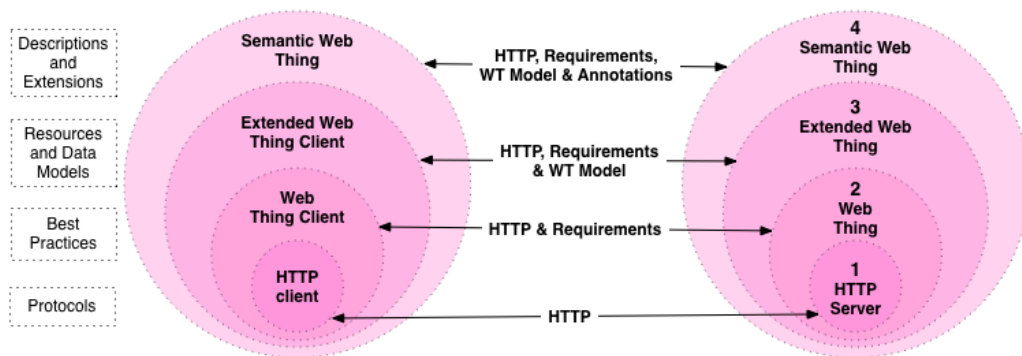 Descriptions
and
Extensions
Resources
and Data
Models
Best
Practices
Protocols
Semantic Web
Thing
Extended Web
Thing Client
Web
Thing Client
HTTP
client
HTTP, Requirements,
WT Model & Annotations
HTTP, Requirements
& WT Model
HTTP & Requirements
HTTP
4
Semantic Web
Thing
3
Extended Web
Thing
2
Web
Thing
1
HTTP
Server